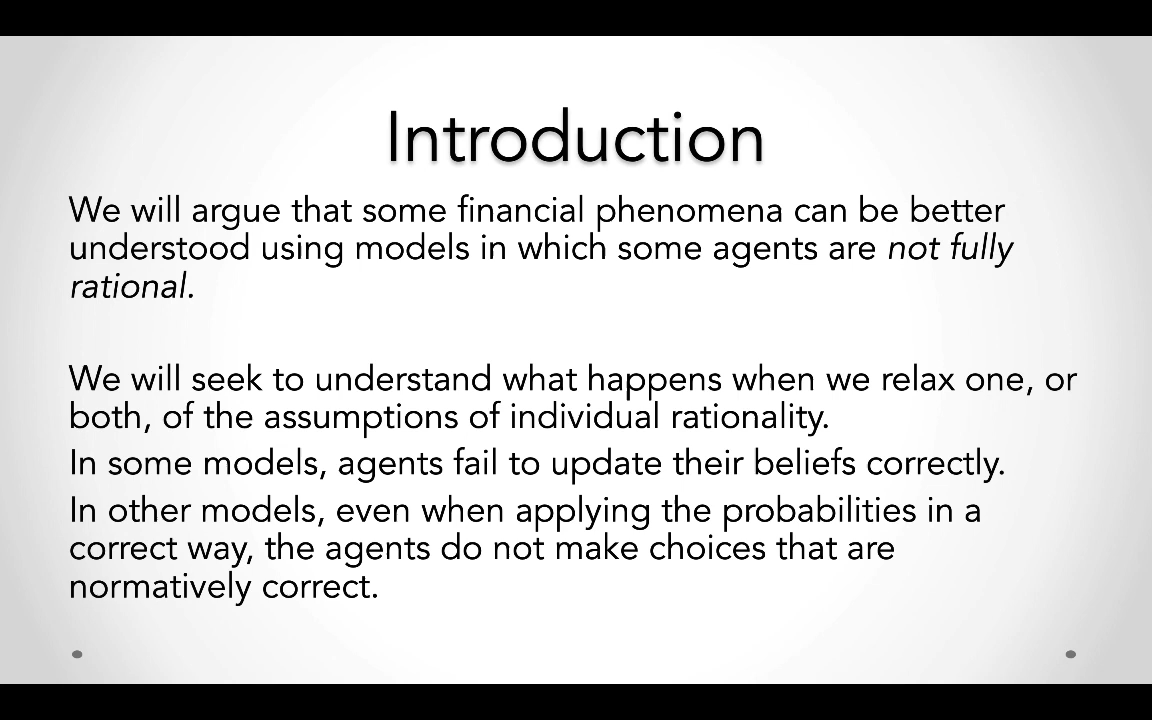 Introduction
We will argue that some financial phenomena can be better
understood using models in which some agents are not fully
rational.
We will seek to understand what happens when we relax one, or
both, of the assumptions of individual rationality.
In some models, agents fail to update their beliefs correctly.
In other models, even when applying the probabilities in a
correct way, the agents do not make choices that are
normatively correct.